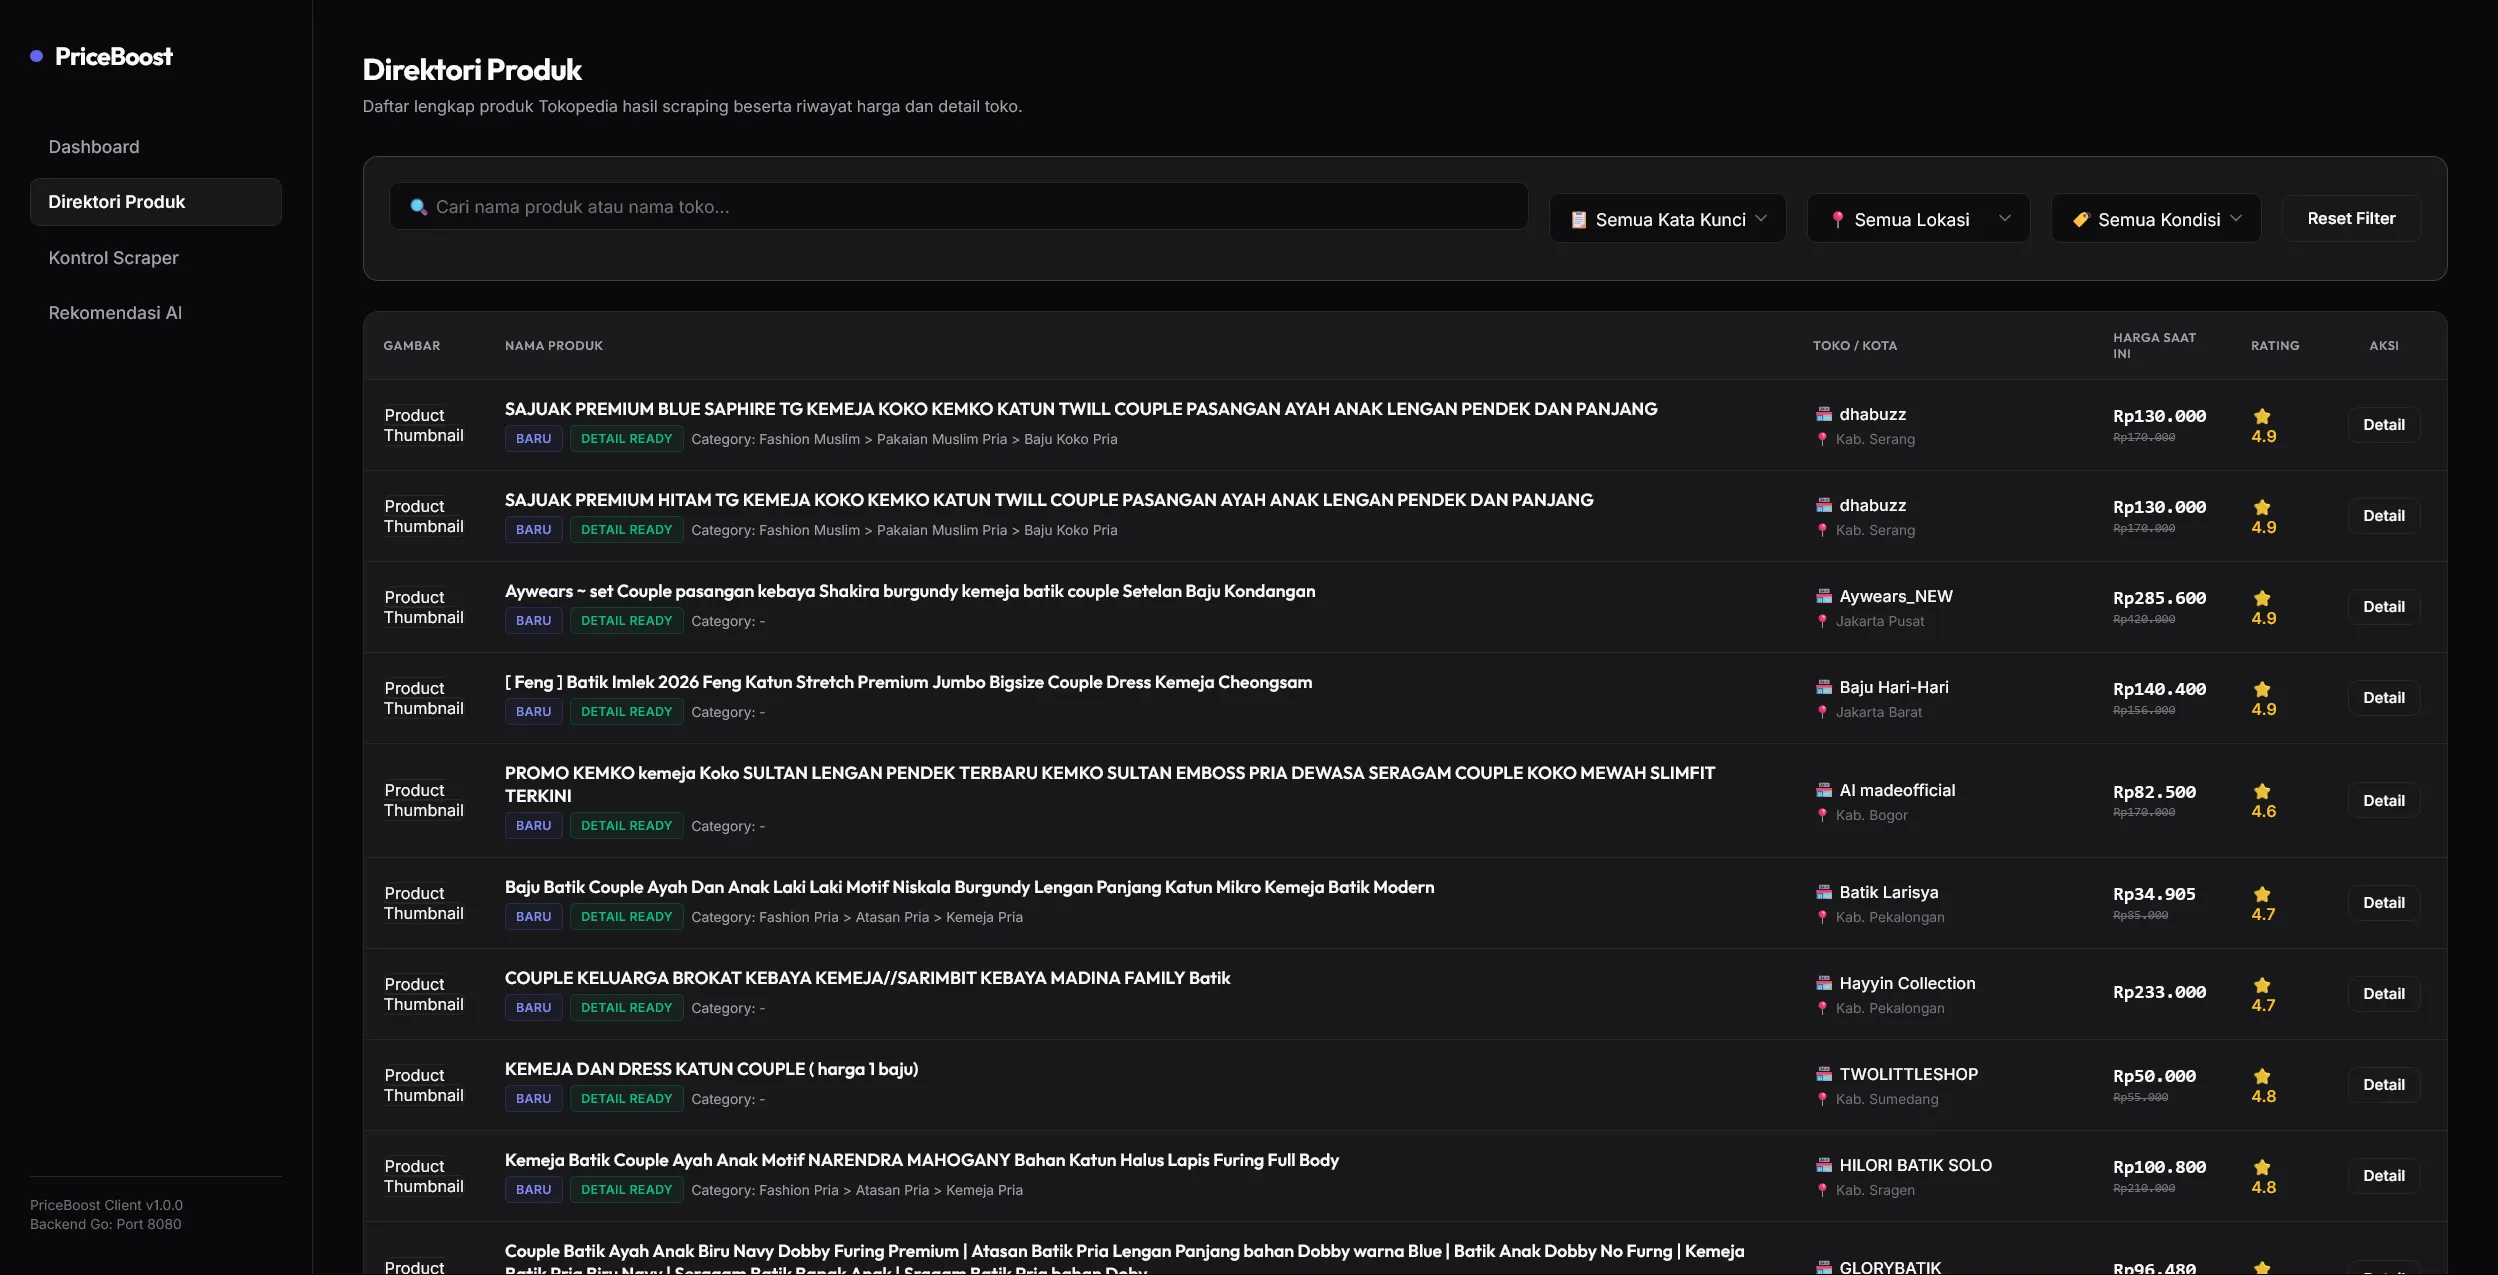 PriceBoost
Dashboard
Direktori Produk
Kontrol Scraper
Rekomendasi AI
PriceBoost Client v1.0.0
Backend Go: Port 8080
Direktori Produk
Daftar lengkap produk Tokopedia hasil scraping beserta riwayat harga dan detail toko.
Cari nama produk atau nama toko...
Semua Kata Kunci
Semua Lokasi
Semua Kondisi
Reset Filter
GAMBAR
NAMA PRODUK
TOKO / KOTA
HARGA SAAT
INI
RATING
AKSI
Product
Thumbnail
SAJUAK PREMIUM BLUE SAPHIRE TG KEMEJA KOKO KEMKO KATUN TWILL COUPLE PASANGAN AYAH ANAK LENGAN PENDEK DAN PANJANG
BARU DETAIL READY Category: Fashion Muslim > Pakaian Muslim Pria > Baju Koko Pria
dhabuzz
Kab. Serang
Rp130.000
Rp170.000
4.9
Detail
Product
Thumbnail
SAJUAK PREMIUM HITAM TG KEMEJA KOKO KEMKO KATUN TWILL COUPLE PASANGAN AYAH ANAK LENGAN PENDEK DAN PANJANG
BARU DETAIL READY Category: Fashion Muslim > Pakaian Muslim Pria > Baju Koko Pria
dhabuzz
Kab. Serang
Rp130.000
Rp170.000
4.9
Detail
Product
Thumbnail
Aywears ~ set Couple pasangan kebaya Shakira burgundy kemeja batik couple Setelan Baju Kondangan
BARU DETAIL READY Category: -
Aywears_NEW
Jakarta Pusat
Rp285.600
Rp420.000
4.9
Detail
Product
Thumbnail
[ Feng ] Batik Imlek 2026 Feng Katun Stretch Premium Jumbo Bigsize Couple Dress Kemeja Cheongsam
BARU DETAIL READY Category: -
Baju Hari-Hari
Jakarta Barat
Rp140.400
Rp156.000
4.9
Detail
Product
Thumbnail
PROMO KEMKO kemeja Koko SULTAN LENGAN PENDEK TERBARU KEMKO SULTAN EMBOSS PRIA DEWASA SERAGAM COUPLE KOKO MEWAH SLIMFIT
TERKINI
BARU DETAIL READY Category: -
Al madeofficial
Kab. Bogor
Rp82.500
Rp170.000
4.6
Detail
Product
Thumbnail
Baju Batik Couple Ayah Dan Anak Laki Laki Motif Niskala Burgundy Lengan Panjang Katun Mikro Kemeja Batik Modern
BARU DETAIL READY Category: Fashion Pria > Atasan Pria > Kemeja Pria
Batik Larisya
Kab. Pekalongan
Rp34.905
Rp85.000
4.7
Detail
Product
Thumbnail
COUPLE KELUARGA BROKAT KEBAYA KEMEJA//SARIMBIT KEBAYA MADINA FAMILY Batik
BARU DETAIL READY Category: -
Hayyin Collection
Kab. Pekalongan
Rp233.000
4.7
Detail
Product
Thumbnail
KEMEJA DAN DRESS KATUN COUPLE ( harga 1 baju)
BARU DETAIL READY Category: -
TWOLITTLESHOP
Kab. Sumedang
Rp50.000
Rp55.000
4.8
Detail
Product
Thumbnail
Kemeja Batik Couple Ayah Anak Motif NARENDRA MAHOGANY Bahan Katun Halus Lapis Furing Full Body
BARU DETAIL READY Category: Fashion Pria > Atasan Pria > Kemeja Pria
HILORI BATIK SOLO
Kab. Sragen
Rp100.800
Rp210.000
4.8
Detail
Product
Couple Batik Ayah Anak Biru Navy Dobby Furing Premium | Atasan Batik Pria Lengan Panjang bahan Dobby warna Blue | Batik Anak Dobby No Furng | Kemeja
Batik Pria Biru Navy | Seragam Batik Bapak Anak | Sragam Batik Pria bahan Doby
GLORYBATIK
Rp96.480